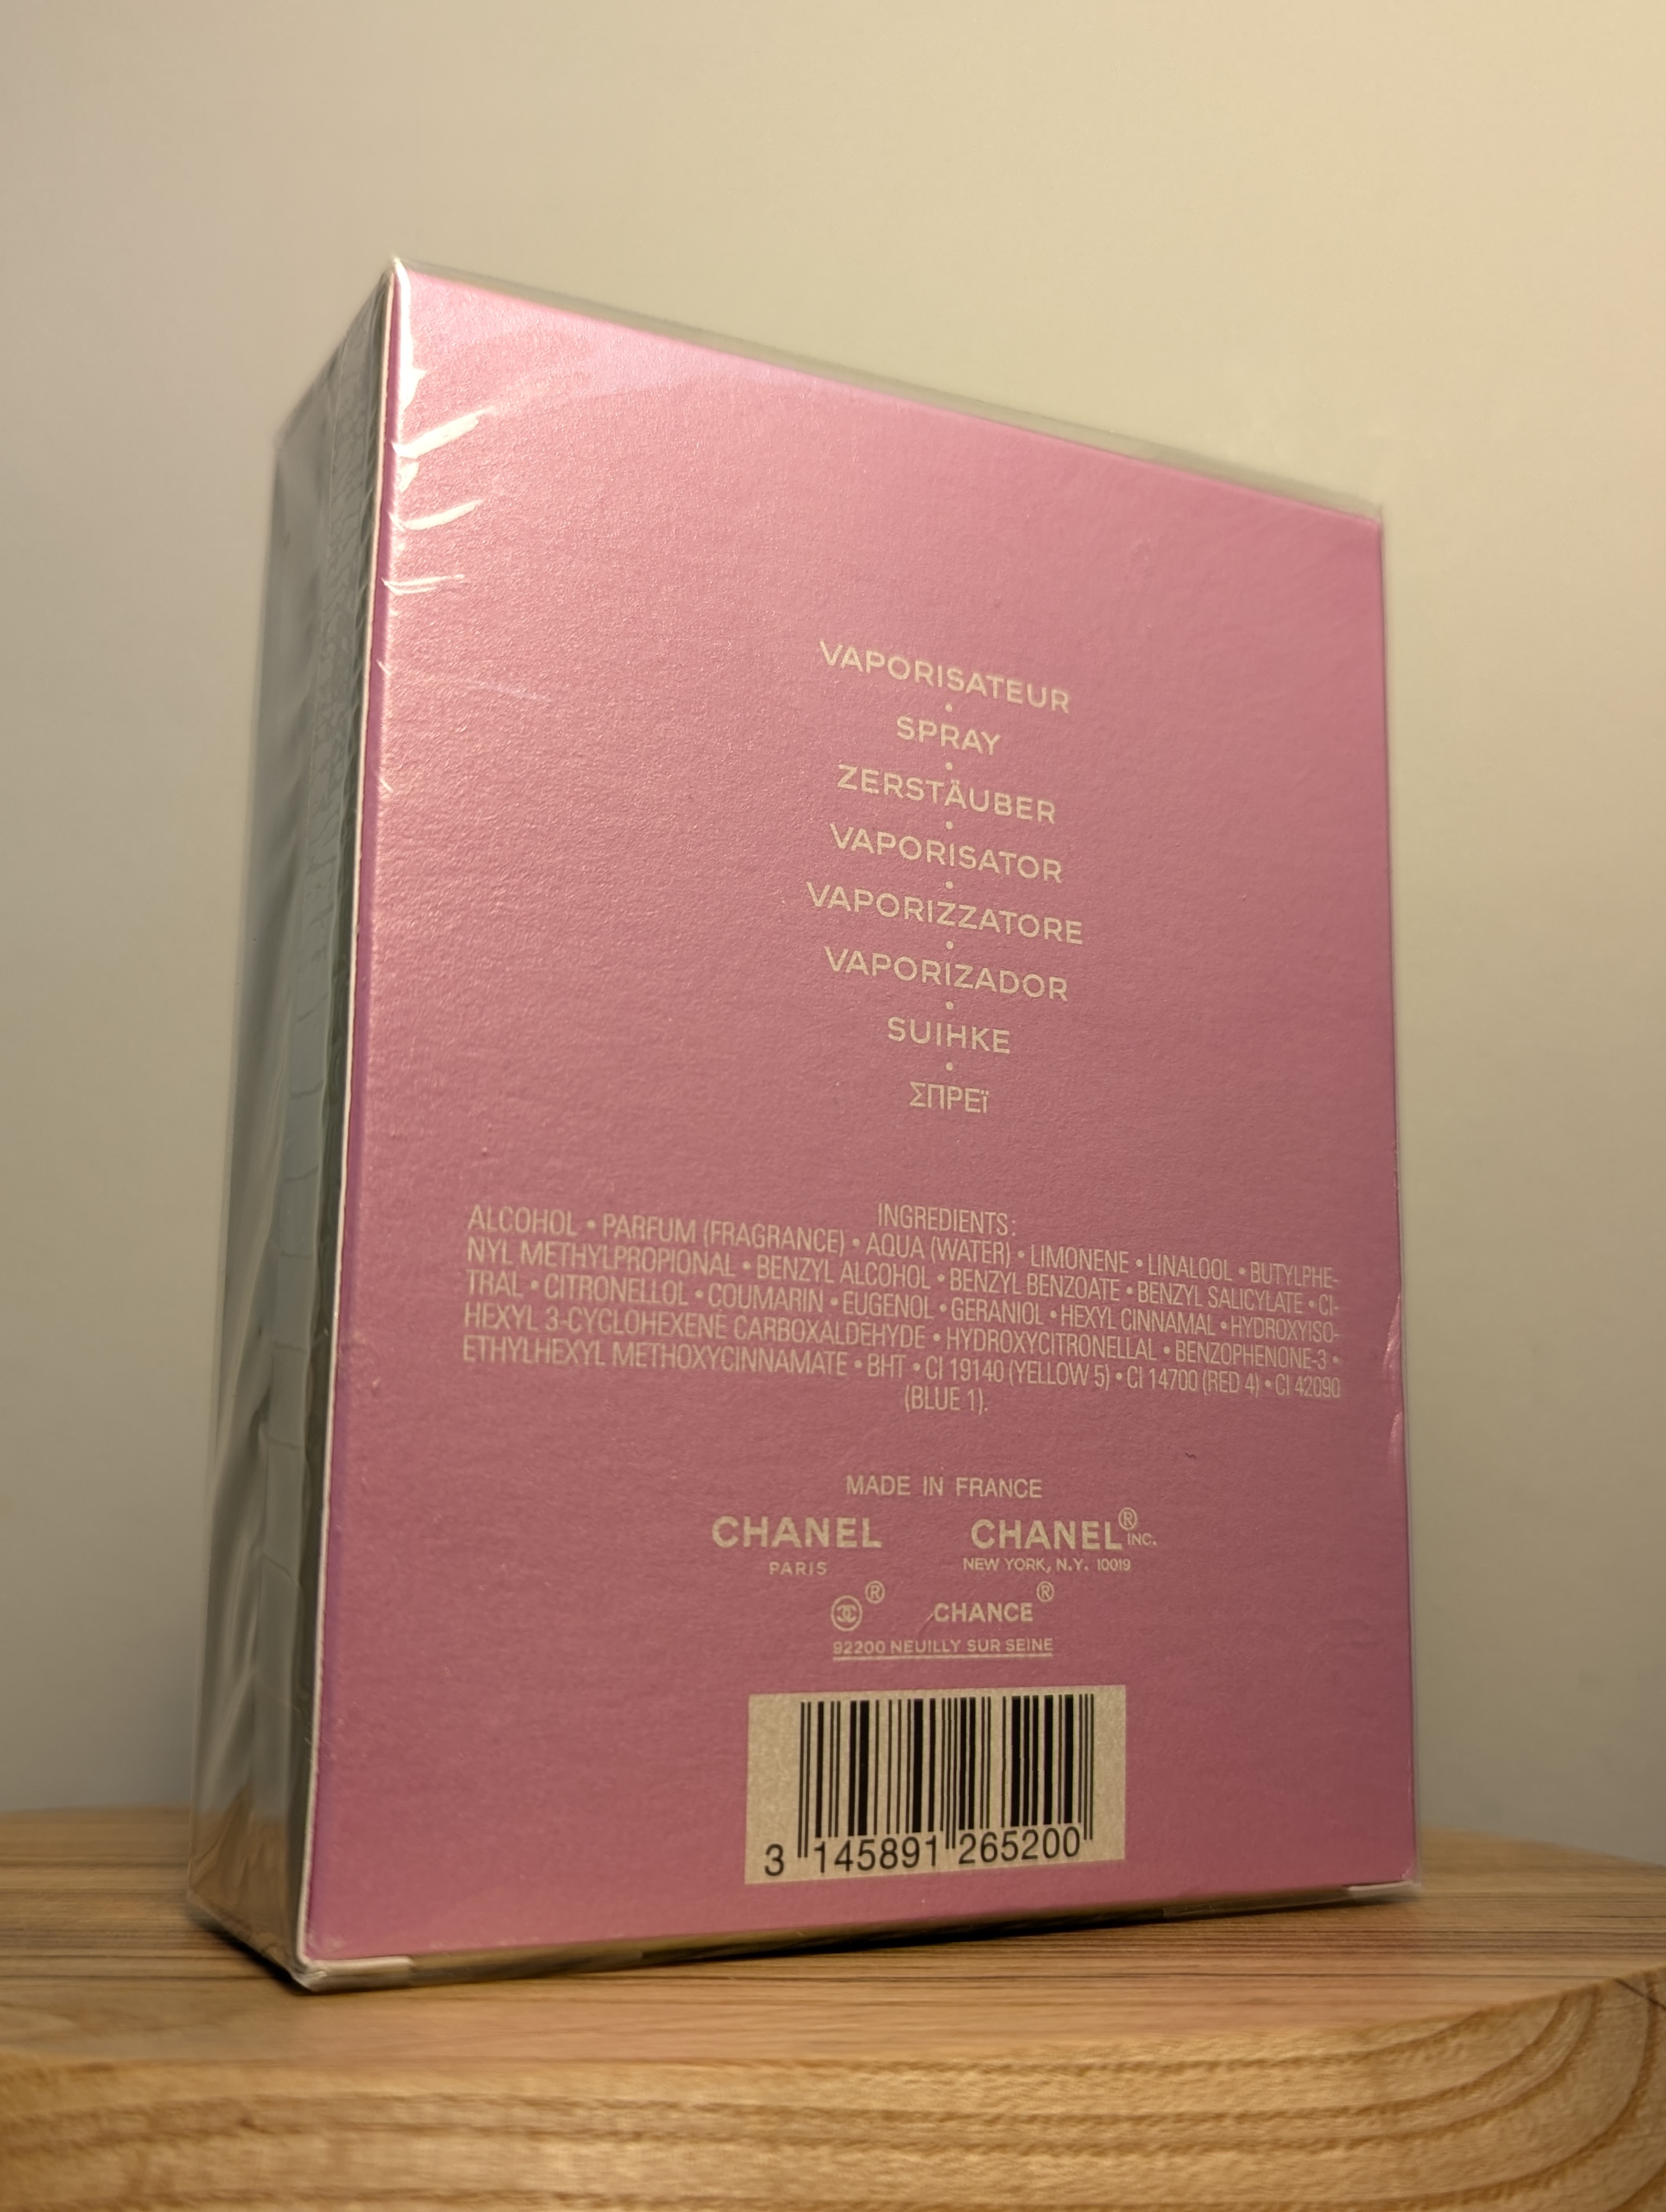 VAPORISATEUR
•
SPRAY
•
ZERSTÄUBER
•
VAPORISATOR
•
VAPORIZZATORE
•
VAPORIZADOR
•
SUIHKE
•
ΣΠΡΕϊ
INGREDIENTS:
ALCOHOL • PARFUM (FRAGRANCE) • AQUA (WATER) • LIMONENE • LINALOOL • BUTYLPHE-
NYL METHYLPROPIONAL • BENZYL ALCOHOL • BENZYL BENZOATE • BENZYL SALICYLATE • CI-
TRAL • CITRONELLOL • COUMARIN • EUGENOL • GERANIOL • HEXYL CINNAMAL • HYDROXYISO-
HEXYL 3-CYCLOHEXENE CARBOXALDEHYDE • HYDROXYCITRONELLAL • BENZOPHENONE-3 •
ETHYLHEXYL METHOXYCINNAMATE • BHT • CI 19140 (YELLOW 5) • CI 14700 (RED 4) • CI 42090
(BLUE 1).
MADE IN FRANCE
CHANEL CHANEL® INC.
PARIS NEW YORK, N.Y. 10019
® CHANCE®
92200 NEUILLY SUR SEINE
3 145891 265200